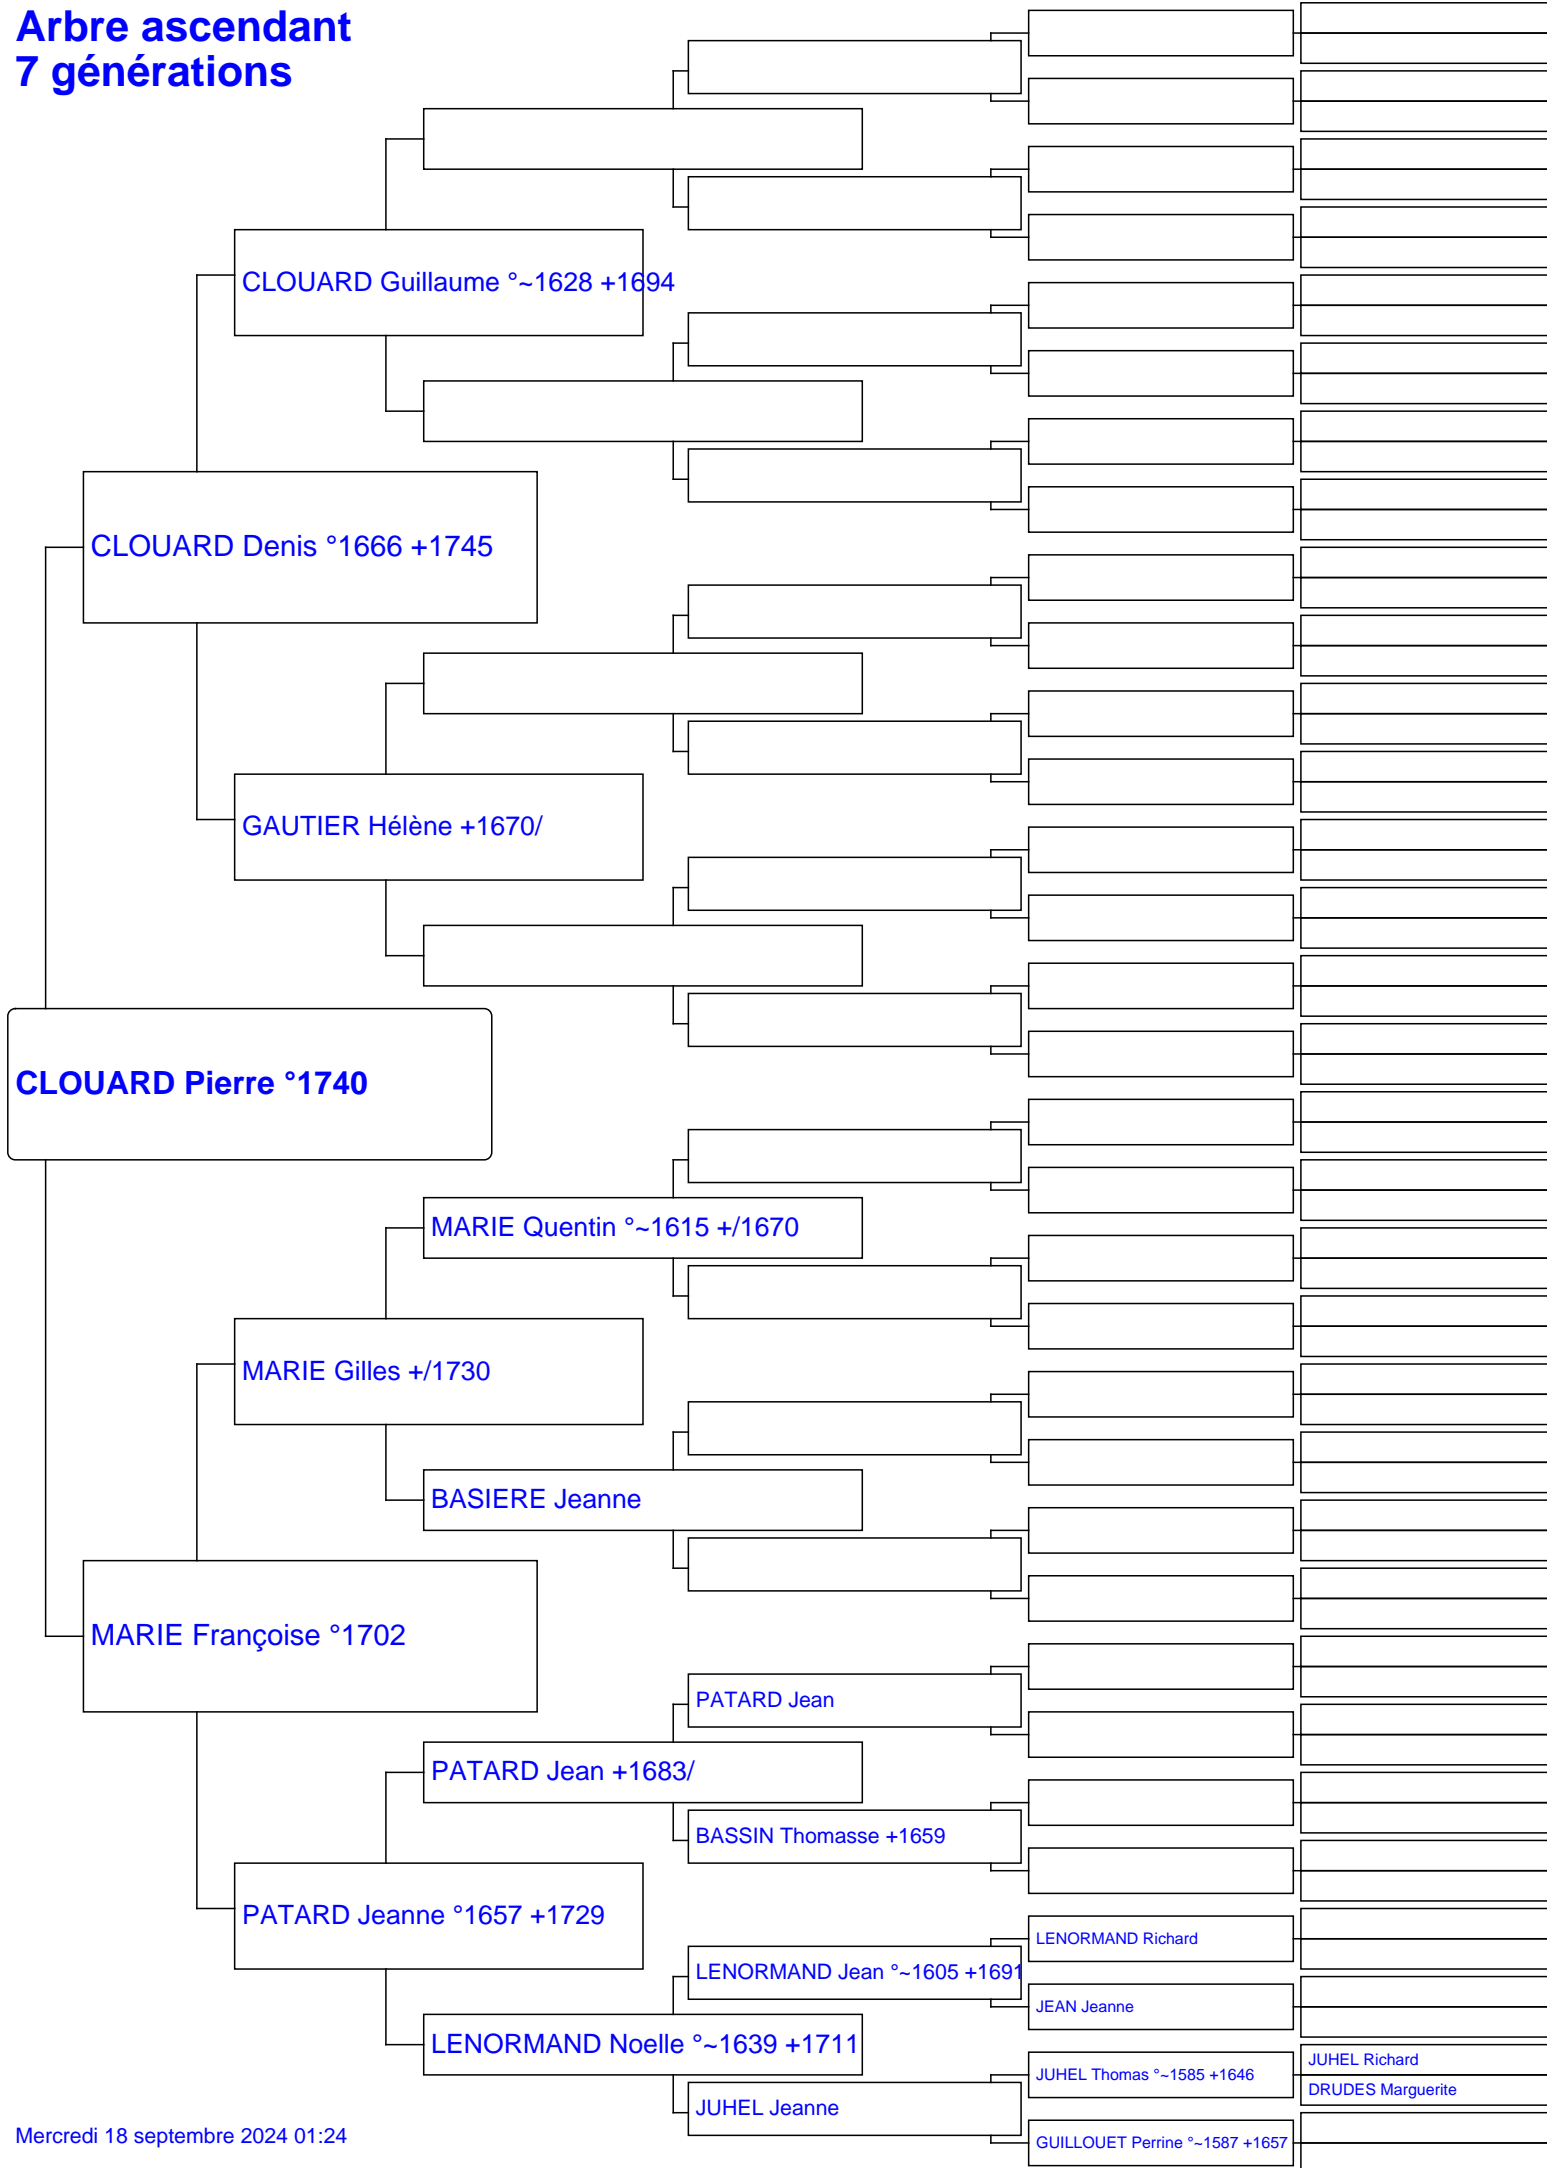 Arbre ascendant
7 générations
CLOUARD Guillaume °~1628 +1694
CLOUARD Denis °1666 +1745
GAUTIER Hélène +1670/
CLOUARD Pierre °1740
MARIE Quentin °~1615 +/1670
MARIE Gilles +/1730
BASIERE Jeanne
MARIE Françoise °1702
PATARD Jean
PATARD Jean +1683/
BASSIN Thomasse +1659
PATARD Jeanne °1657 +1729
LENORMAND Richard
LENORMAND Jean °~1605 +1691
JEAN Jeanne
LENORMAND Noelle °~1639 +1711
JUHEL Richard
JUHEL Thomas °~1585 +1646
DRUDES Marguerite
JUHEL Jeanne
GUILLOUET Perrine °~1587 +1657
Mercredi 18 septembre 2024 01:24